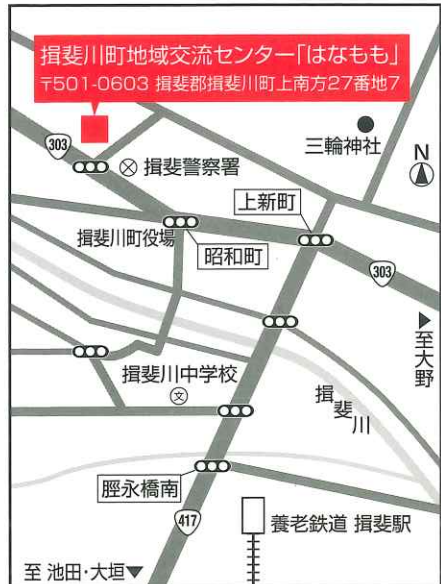 揖斐川町地域交流センター「はなもも」
〒501-0603 揖斐郡揖斐川町上南方27番地7
303
揖斐警察署
三輪神社
N
上新町
揖斐川町役場
昭和町
303
至大野
揖斐川中学校
文
揖斐川
脛永橋南
417
養老鉄道 揖斐駅
至 池田・大垣